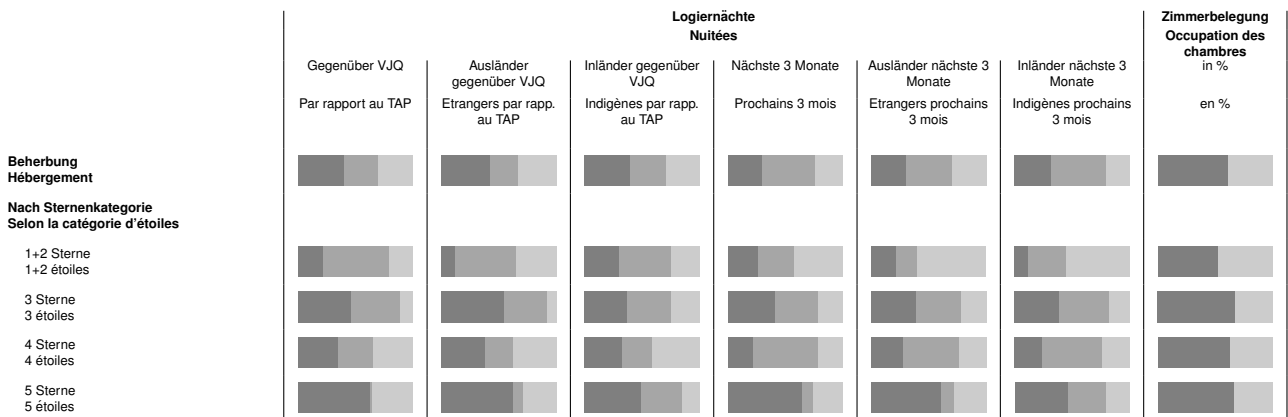 Logiernächte
Nuitées
Zimmerbelegung
Occupation des
chambres
Gegenüber VJQ
Ausländer
gegenüber VJQ
Inländer gegenüber
VJQ
Nächste 3 Monate
Ausländer nächste 3
Monate
Inländer nächste 3
Monate
in %
Par rapport au TAP
Etrangers par rapp.
au TAP
Indigènes par rapp.
au TAP
Prochains 3 mois
Etrangers prochains
3 mois
Indigènes prochains
3 mois
en %
Beherbung
Hébergement
Nach Sternenkategorie
Selon la catégorie d'étoiles
1+2 Sterne
1+2 étoiles
3 Sterne
3 étoiles
4 Sterne
4 étoiles
5 Sterne
5 étoiles